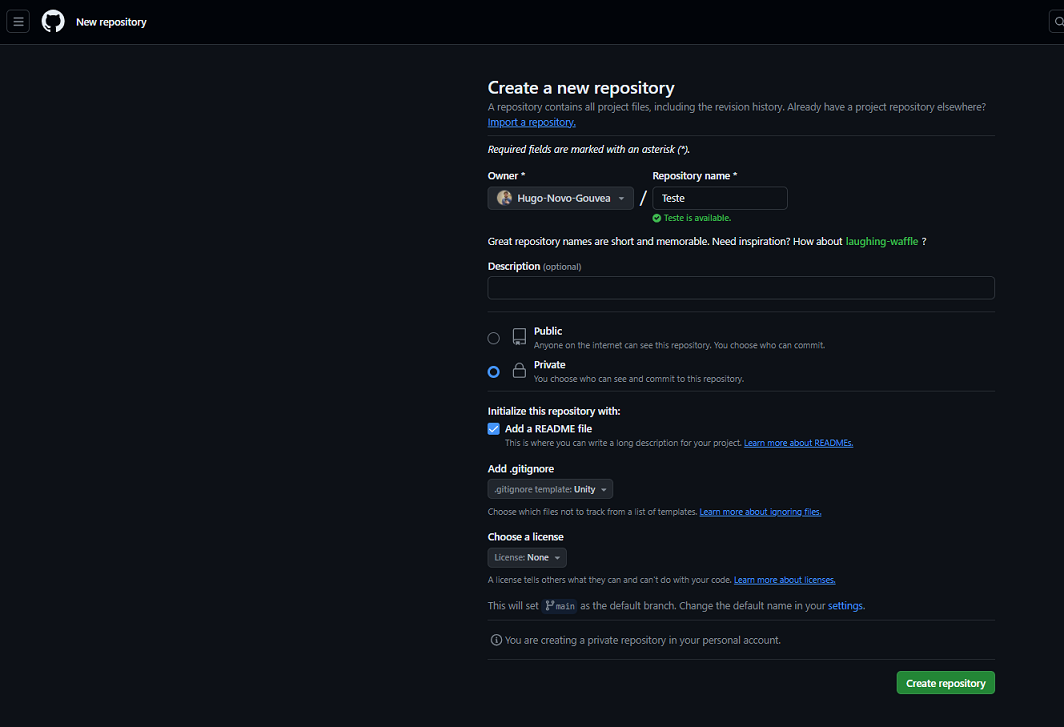 New repository
Create a new repository
A repository contains all project files, including the revision history. Already have a project repository elsewhere?
Import a repository.
Required fields are marked with an asterisk (*).
Owner *
Repository name *
Hugo-Novo-Gouvea
/
Teste
Teste is available.
Great repository names are short and memorable. Need inspiration? How about laughing-waffle ?
Description (optional)
Public
Anyone on the internet can see this repository. You choose who can commit.
Private
You choose who can see and commit to this repository.
Initialize this repository with:
Add a README file
This is where you can write a long description for your project. Learn more about READMEs.
Add .gitignore
.gitignore template: Unity
Choose which files not to track from a list of templates. Learn more about ignoring files.
Choose a license
License: None
A license tells others what they can and can't do with your code. Learn more about licenses.
This will set main as the default branch. Change the default name in your settings.
You are creating a private repository in your personal account.
Create repository